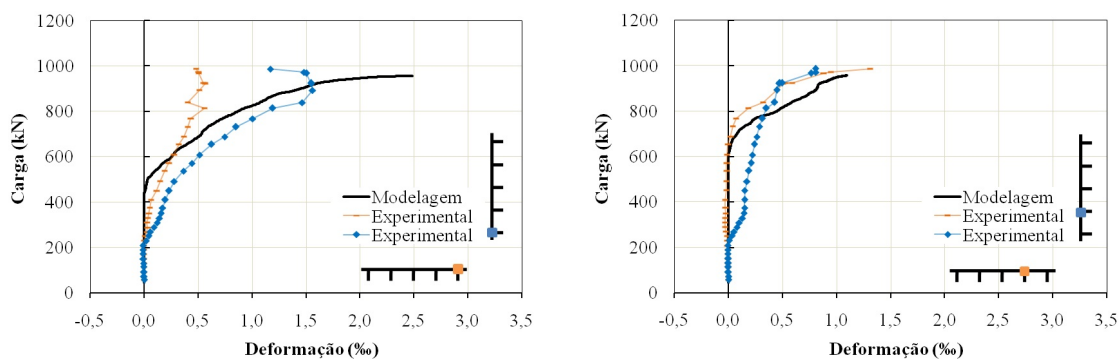 1200
1000
800
600
400
200
0
-0,5 0,0 0,5 1,0 1,5 2,0 2,5 3,0 3,5
Carga (kN)
Deformação (‰)
Modelagem
Experimental
Experimental
1200
1000
800
600
400
200
0
-0,5 0,0 0,5 1,0 1,5 2,0 2,5 3,0 3,5
Carga (kN)
Deformação (‰)
Modelagem
Experimental
Experimental